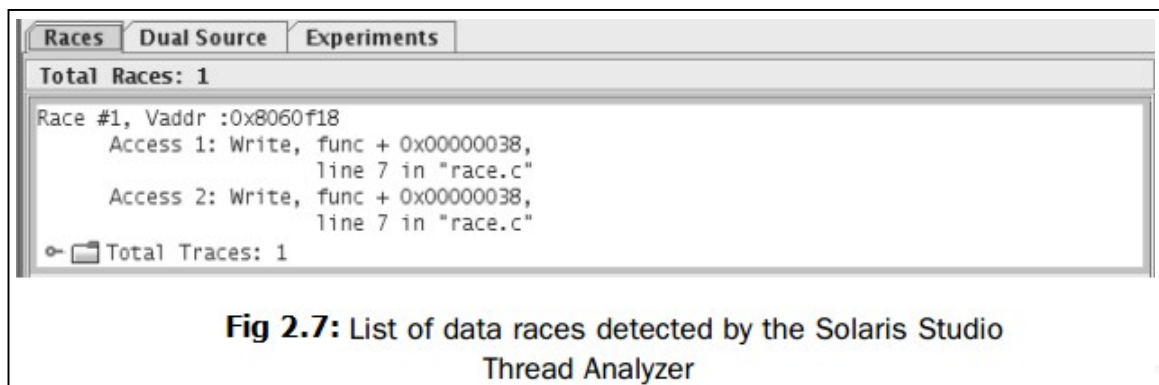 Races Dual Source Experiments
Total Races: 1
Race #1, Vaddr :0x8060f18
Access 1: Write, func + 0x00000038,
line 7 in "race.c"
Access 2: Write, func + 0x00000038,
line 7 in "race.c"
Total Traces: 1
Fig 2.7: List of data races detected by the Solaris Studio
Thread Analyzer